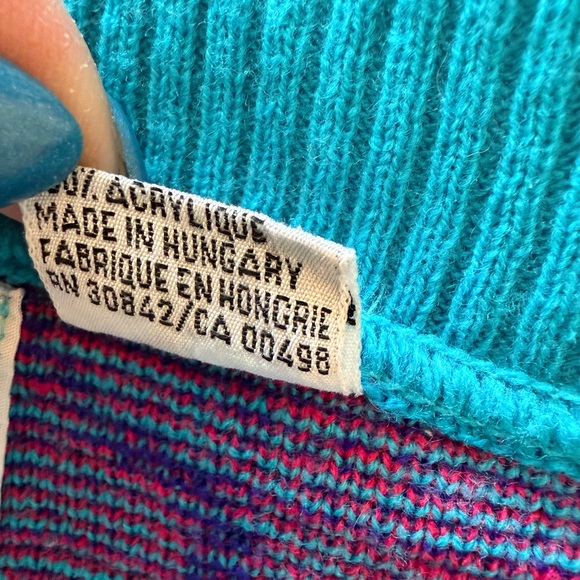 ACRYLIQUE
MADE IN HUNGARY
FABRIQUE EN HONGRIE
RN 30842/CA 00498